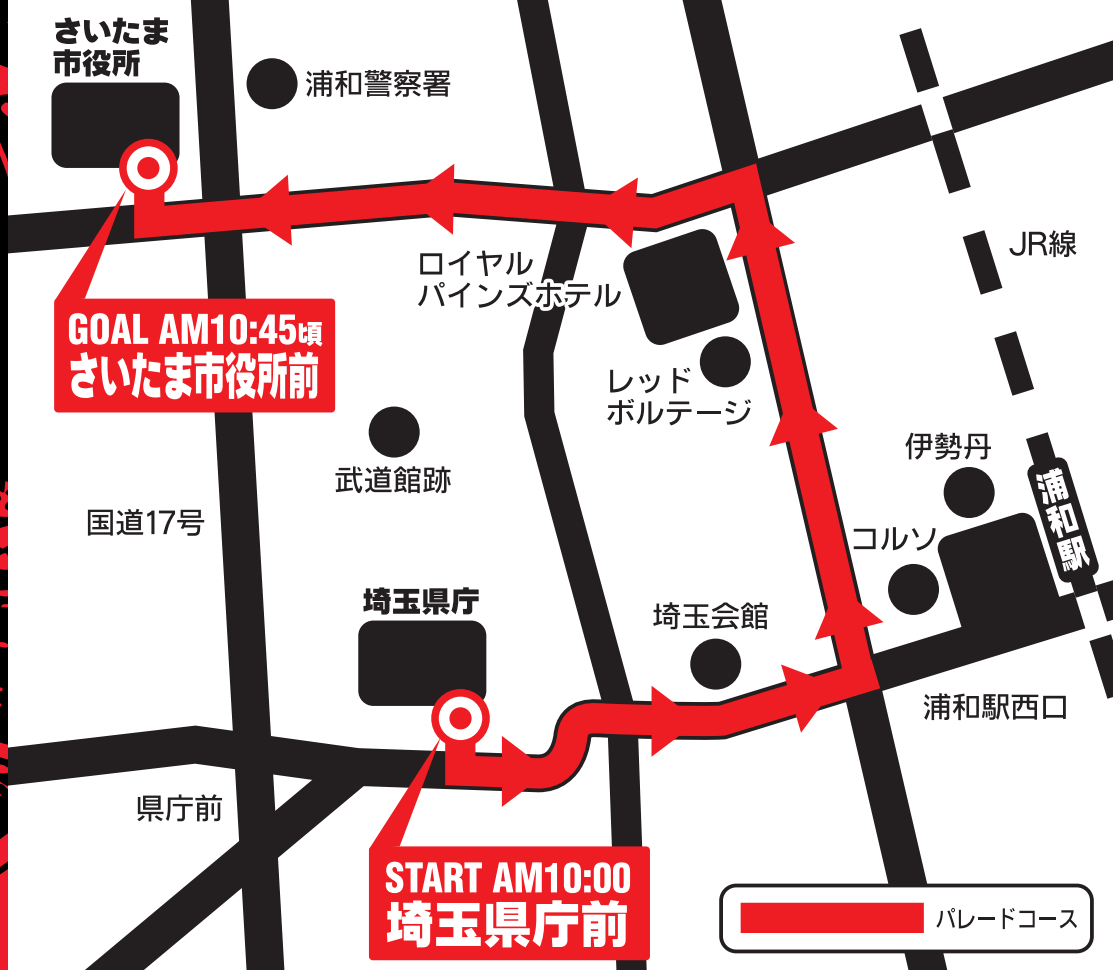 さいたま
市役所
浦和警察署
JR線
ロイヤル
パインズホテル
GOAL AM10:45頃
さいたま市役所前
レッド
ボルテージ
伊勢丹
武道館跡
浦和駅
国道17号
コルソ
埼玉県庁
埼玉会館
浦和駅西口
県庁前
START AM10:00
埼玉県庁前
パレードコース